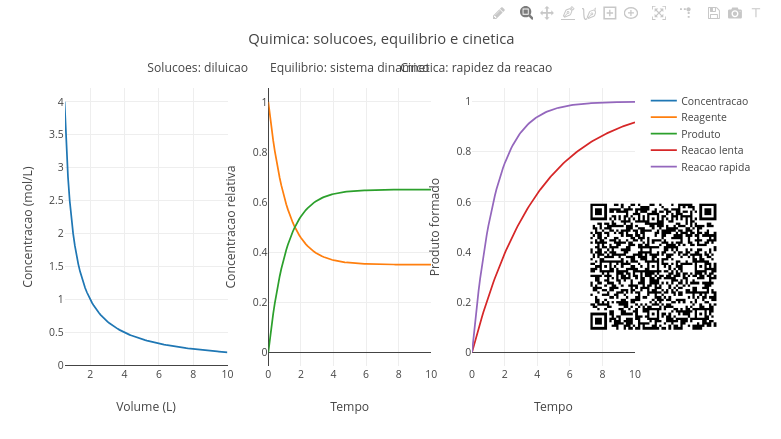 T
Quimica: solucoes, equilibrio e cinetica
Solucoes: diluicao
Equilibrio: sistema dinamico
Cinetica: rapidez da reacao
Concentracao (mol/L)
4
3.5
3
2.5
2
1.5
1
0.5
0
2 4 6 8 10
Volume (L)
Concentracao relativa
1
0.8
0.6
0.4
0.2
0
0 2 4 6 8 10
Tempo
Produto formado
1
0.8
0.6
0.4
0.2
0
0 2 4 6 8 10
Tempo
Concentracao
Reagente
Produto
Reacao lenta
Reacao rapida